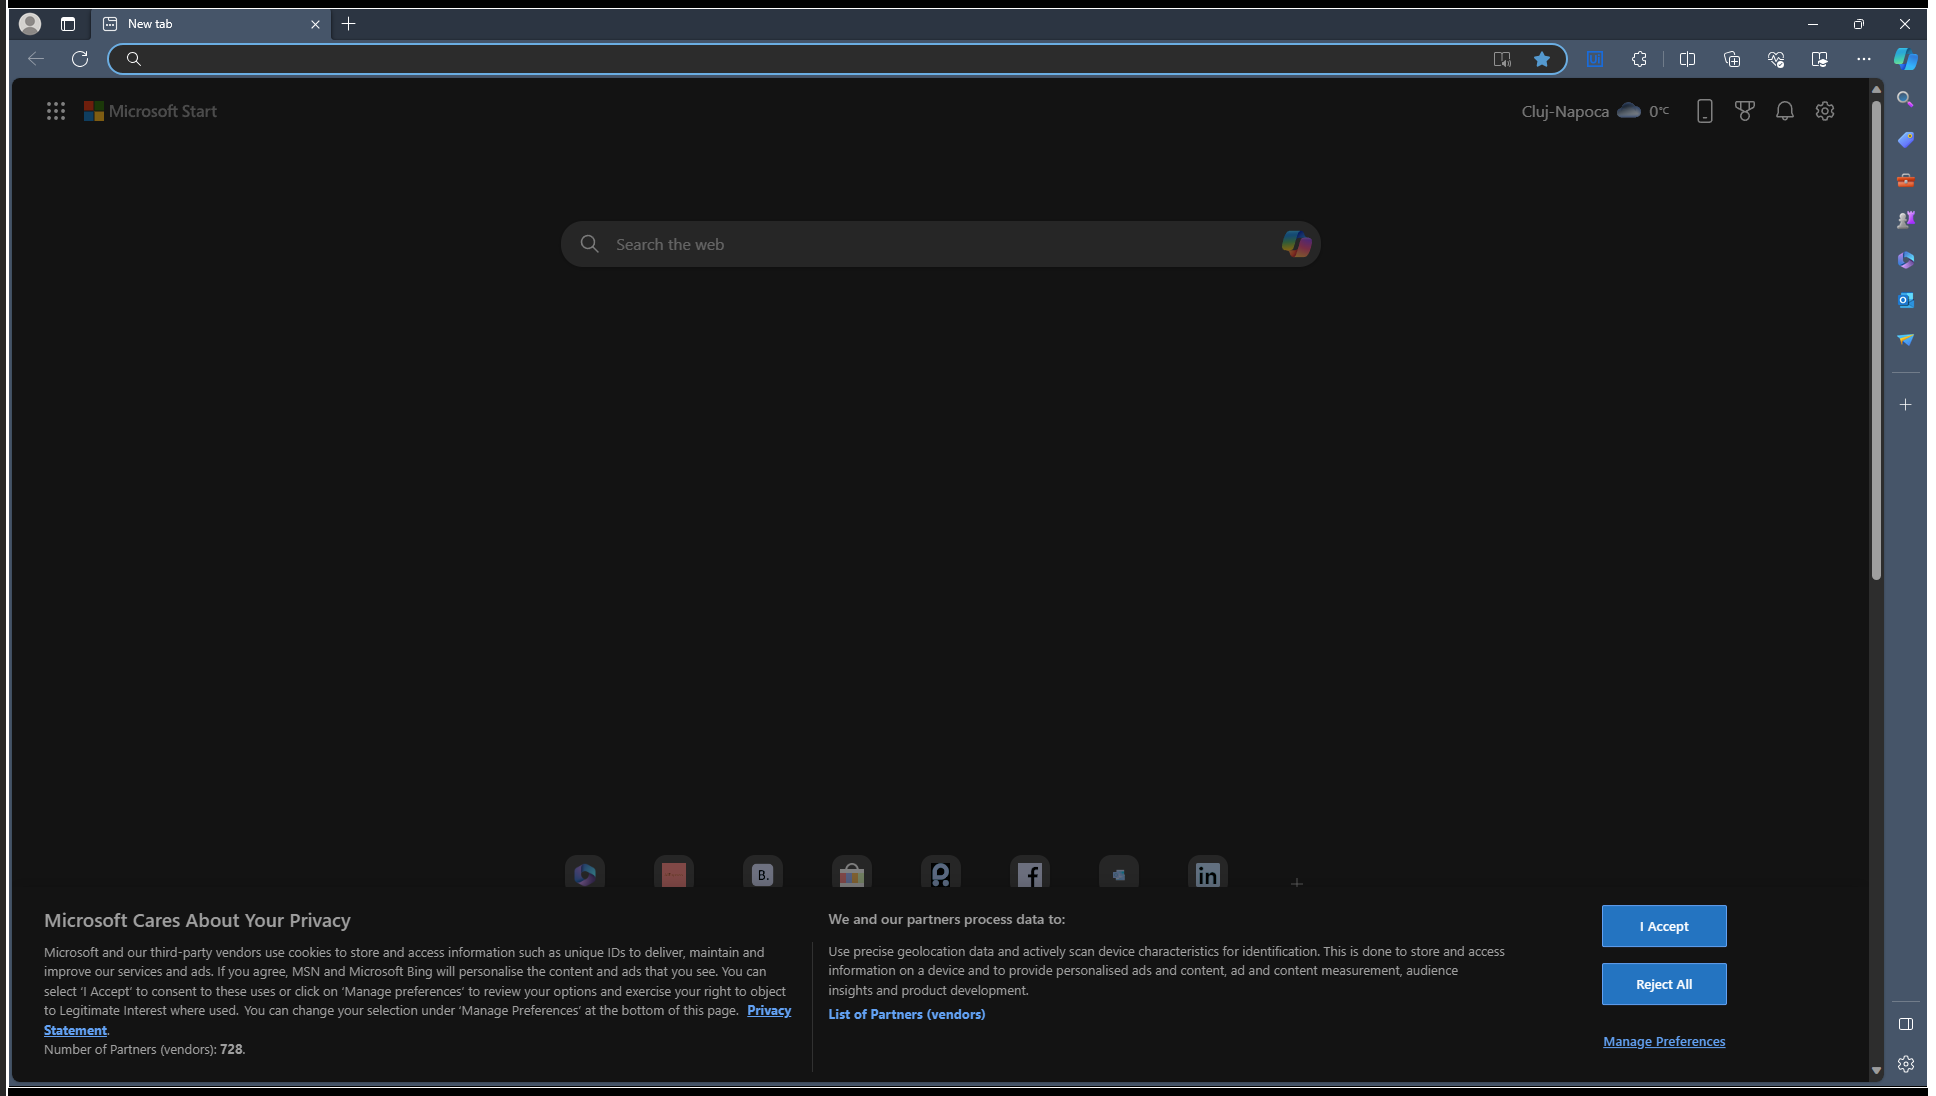 New tab
Microsoft Start
Cluj-Napoca 0°C
Search the web
B.
in
Microsoft Cares About Your Privacy
Microsoft and our third-party vendors use cookies to store and access information such as unique IDs to deliver, maintain and
improve our services and ads. If you agree, MSN and Microsoft Bing will personalise the content and ads that you see. You can
select 'I Accept' to consent to these uses or click on 'Manage preferences' to review your options and exercise your right to object
to Legitimate Interest where used. You can change your selection under 'Manage Preferences' at the bottom of this page. Privacy
Statement.
Number of Partners (vendors): 728.
We and our partners process data to:
Use precise geolocation data and actively scan device characteristics for identification. This is done to store and access
information on a device and to provide personalised ads and content, ad and content measurement, audience
insights and product development.
List of Partners (vendors)
I Accept
Reject All
Manage Preferences